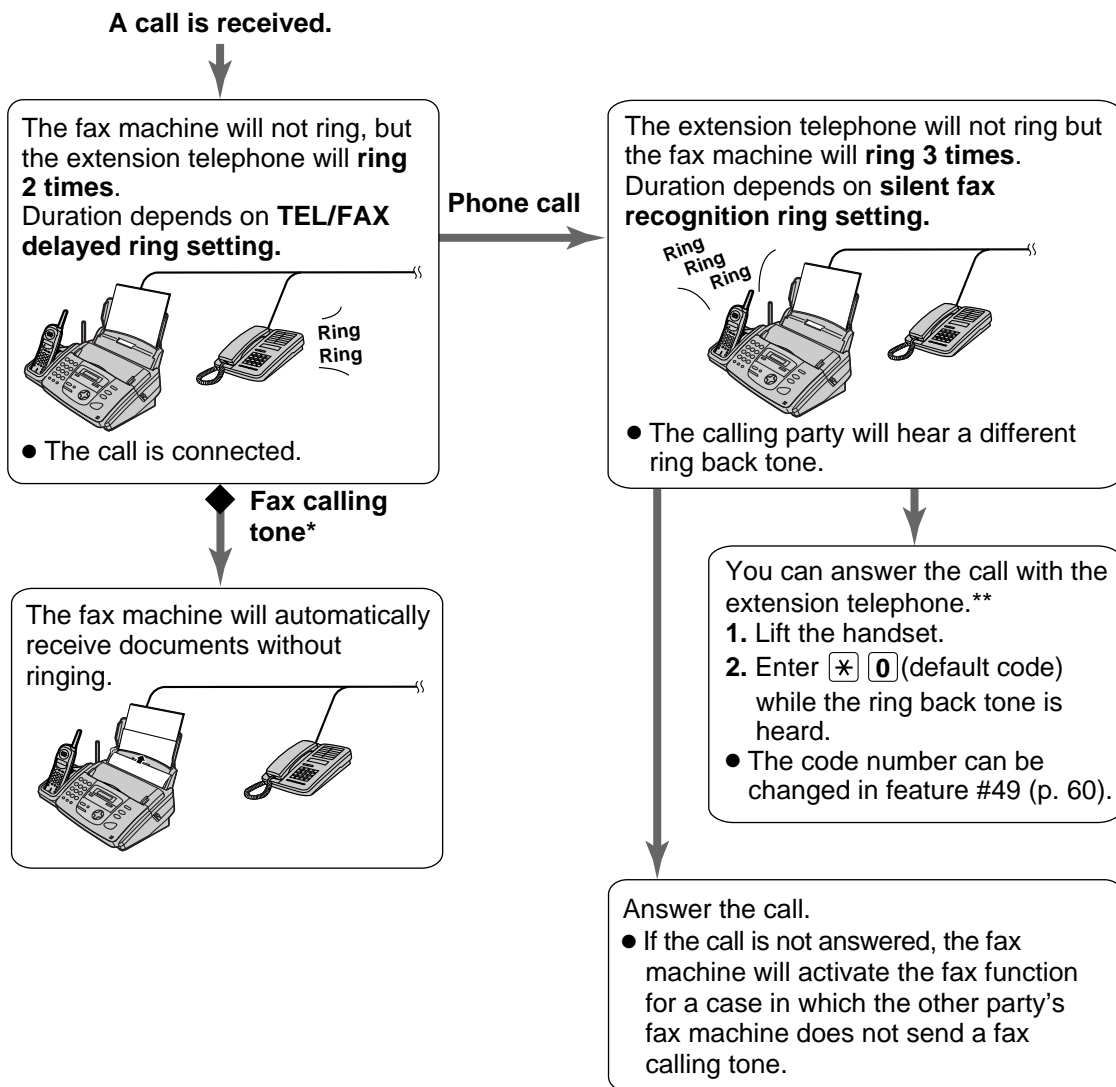 A call is received.
The fax machine will not ring, but
the extension telephone will ring
2 times.
Duration depends on TEL/FAX
delayed ring setting.
Ring
Ring
● The call is connected.
Phone call
The extension telephone will not ring but
the fax machine will ring 3 times.
Duration depends on silent fax
recognition ring setting.
Ring
Ring
Ring
● The calling party will hear a different
ring back tone.
Fax calling
tone*
The fax machine will automatically
receive documents without
ringing.
You can answer the call with the
extension telephone.**
1. Lift the handset.
2. Enter * 0 (default code)
while the ring back tone is
heard.
● The code number can be
changed in feature #49 (p. 60).
Answer the call.
● If the call is not answered, the fax
machine will activate the fax function
for a case in which the other party's
fax machine does not send a fax
calling tone.